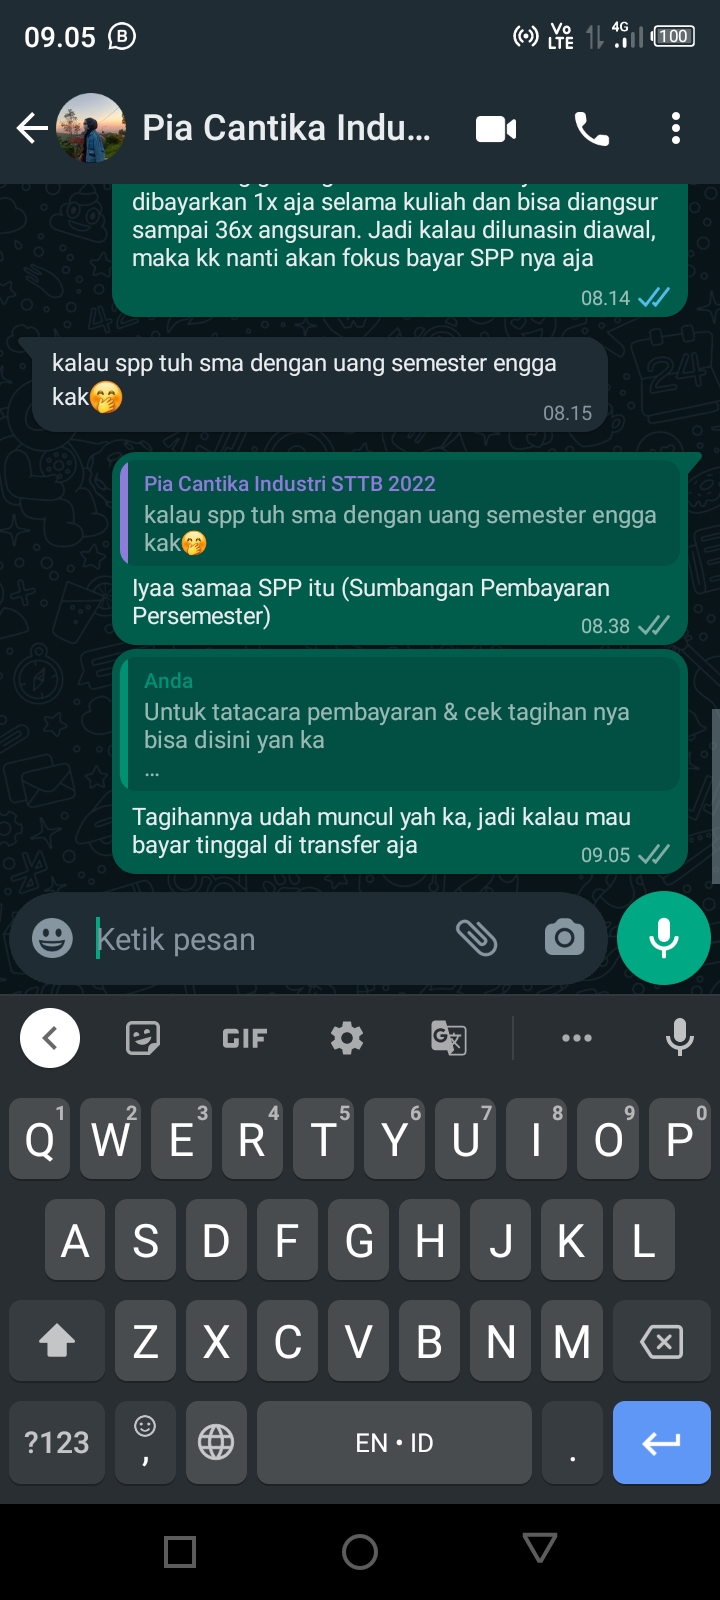 09.05
Vo
LTE
4G
100
Pia Cantika Indu...
dibayarkan 1x aja selama kuliah dan bisa diangsur
sampai 36x angsuran. Jadi kalau dilunasin diawal,
maka kk nanti akan fokus bayar SPP nya aja
08.14
kalau spp tuh sma dengan uang semester engga
kak🤭
08.15
Pia Cantika Industri STTB 2022
kalau spp tuh sma dengan uang semester engga
kak🤭
Iyaa samaa SPP itu (Sumbangan Pembayaran
Persemester)
08.38
Anda
Untuk tatacara pembayaran & cek tagihan nya
bisa disini yan ka
...
Tagihannya udah muncul yah ka, jadi kalau mau
bayar tinggal di transfer aja
09.05
Ketik pesan
GIF
1 2 3 4 5 6 7 8 9 0
Q W E R T Y U I O P
A S D F G H J K L
Z X C V B N M
?123 , EN • ID .